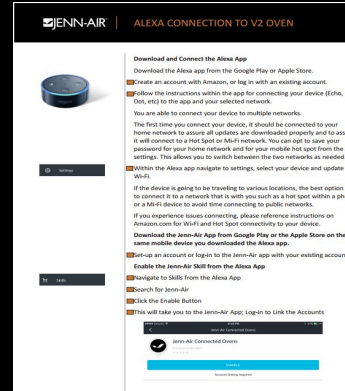 JENN-AIR
ALEXA CONNECTION TO V2 OVEN
Download and Connect the Alexa App
Download the Alexa app from the Google Play or Apple Store.
Create an account with Amazon, or log in with an existing account.
Follow the instructions within the app for connecting your device (Echo,
Dot, etc) to the app and your selected network.
You are able to connect your device to multiple networks.
The first time you connect your device, it should be connected to your
home network to assure all updates are downloaded properly and to ass
it will connect to a Hot Spot or Mi-Fi network. You can opt to save your
password for your home network and for your mobile hot spot from the
settings. This allows you to switch between the two networks as needed
Within the Alexa app navigate to settings, select your device and update
Wi-Fi.
Settings
If the device is going to be traveling to various locations, the best option
to connect it to a network that is with you such as a hot spot within a ph
or a Mi-Fi device to avoid time connecting to public networks.
If you experience issues connecting, please reference instructions on
Amazon.com for Wi-Fi and Hot Spot connectivity to your device.
Download the Jenn-Air App from Google Play or the Apple Store on the
same mobile device you downloaded the Alexa app.
Set-up an account or log-in to the Jenn-Air app with your existing accoun
Enable the Jenn-Air Skill from the Alexa App
Navigate to Skills from the Alexa App
Skills
Search for Jenn-Air
Click the Enable Button
This will take you to the Jenn-Air App; Log-in to Link the Accounts
Jenn-Air Connected Ovens
Jenn-Air Connected Ovens
ENABLE
Account linking required